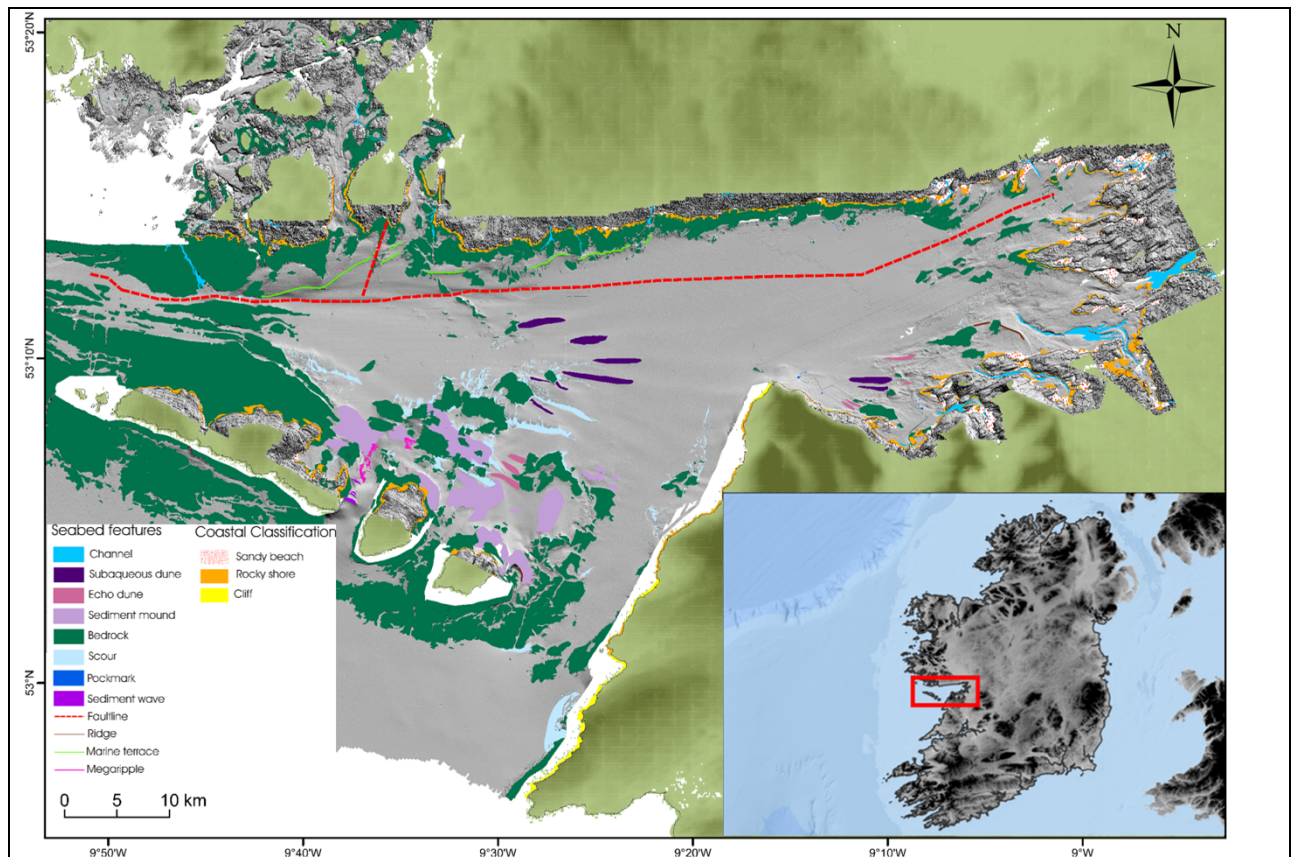 53°20'N
N
53°10'N
53°N
Seabed features
Channel
Subaqueous dune
Echo dune
Sediment mound
Bedrock
Scour
Pockmark
Sediment wave
Faultline
Ridge
Marine terrace
Megaripple
Coastal Classification
Sandy beach
Rocky shore
Cliff
0 5 10 km
9°50'W 9°40'W 9°30'W 9°20'W 9°10'W 9°W